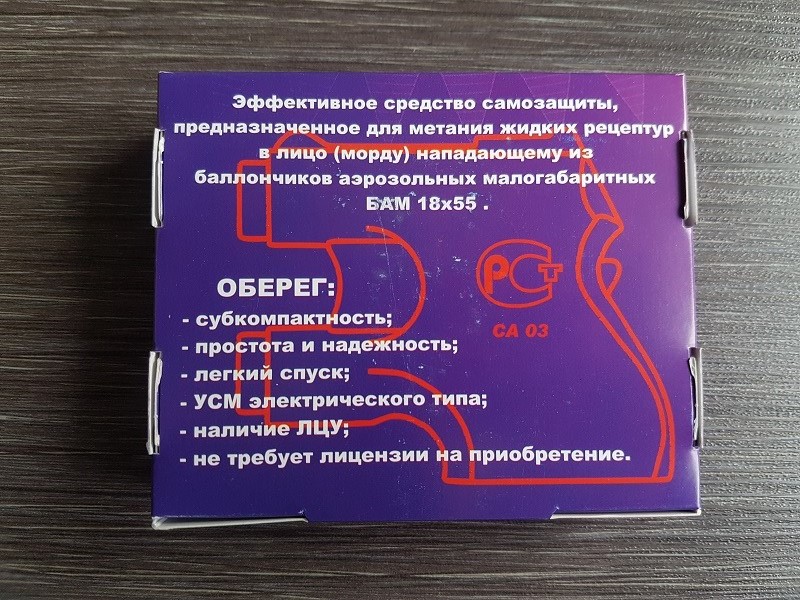 Эффективное средство самозащиты,
предназначенное для метания жидких рецептур
в лицо (морду) нападающему из
баллончиков аэрозольных малогабаритных
БАМ 18х55 .
ОБЕРЕГ:
- субкомпактность;
- простота и надежность;
- легкий спуск;
- УСМ электрического типа;
- наличие ЛЦУ;
- не требует лицензии на приобретение.
РСТ
СА 03